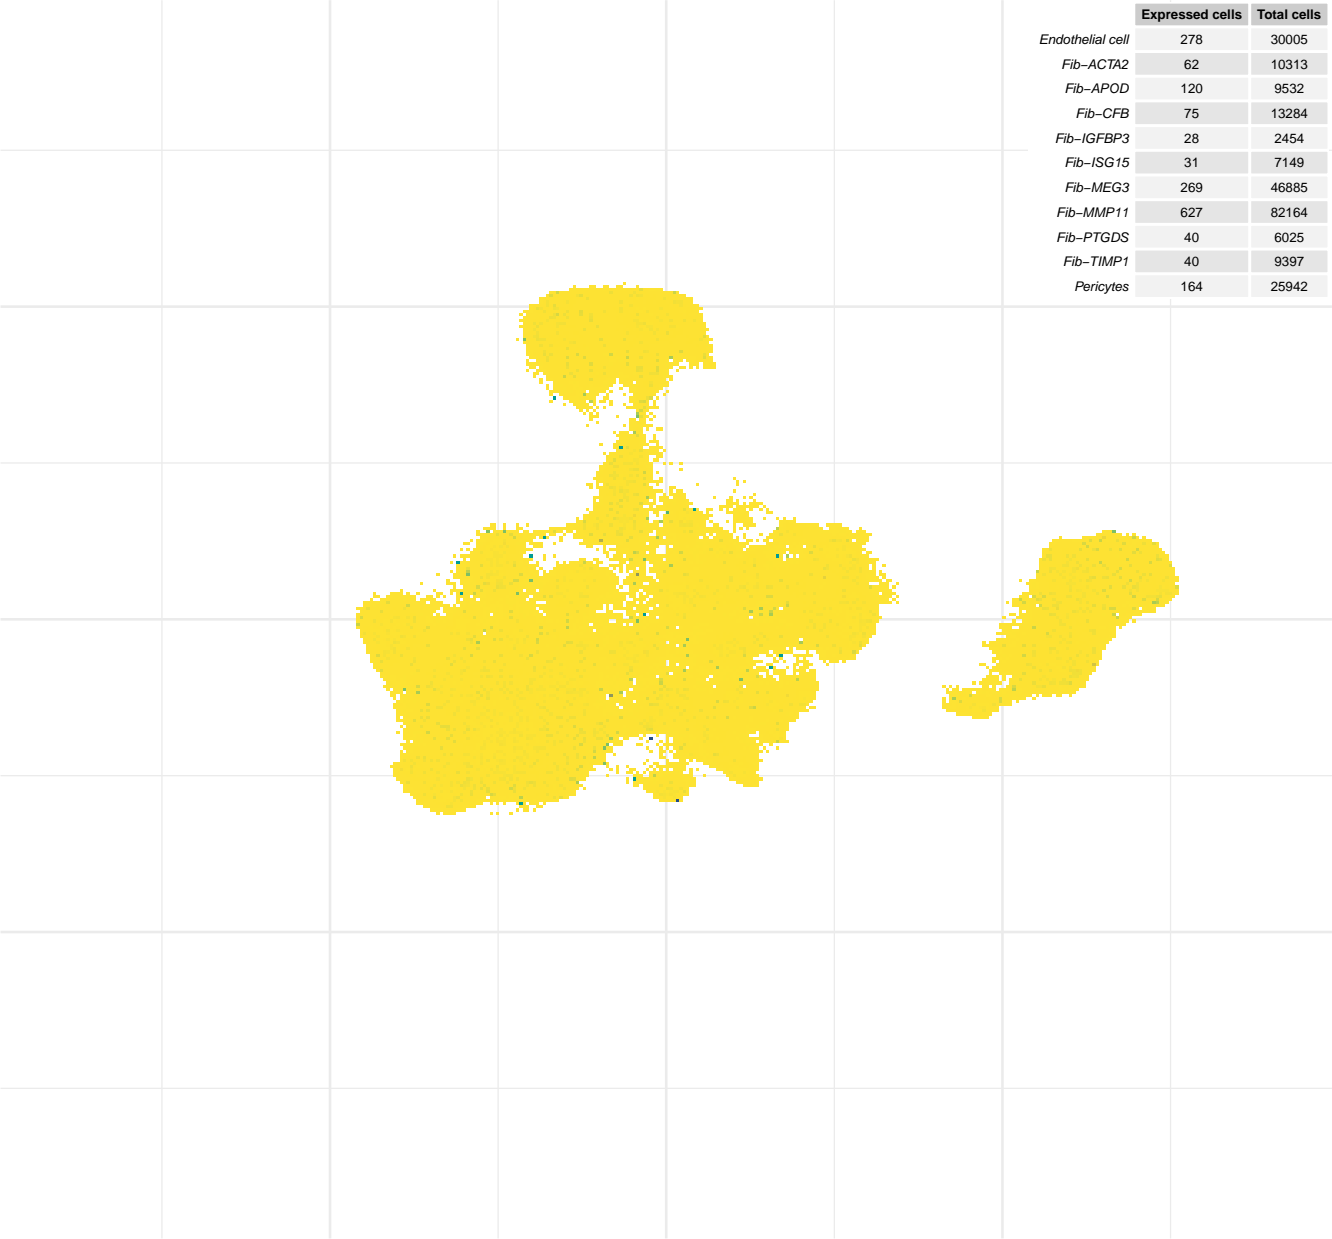 Expressed cells Total cells
Endothelial cell 278 30005
Fib−ACTA2 62 10313
Fib−APOD 120 9532
Fib−CFB 75 13284
Fib−IGFBP3 28 2454
Fib−ISG15 31 7149
Fib−MEG3 269 46885
Fib−MMP11 627 82164
Fib−PTGDS 40 6025
Fib−TIMP1 40 9397
Pericytes 164 25942